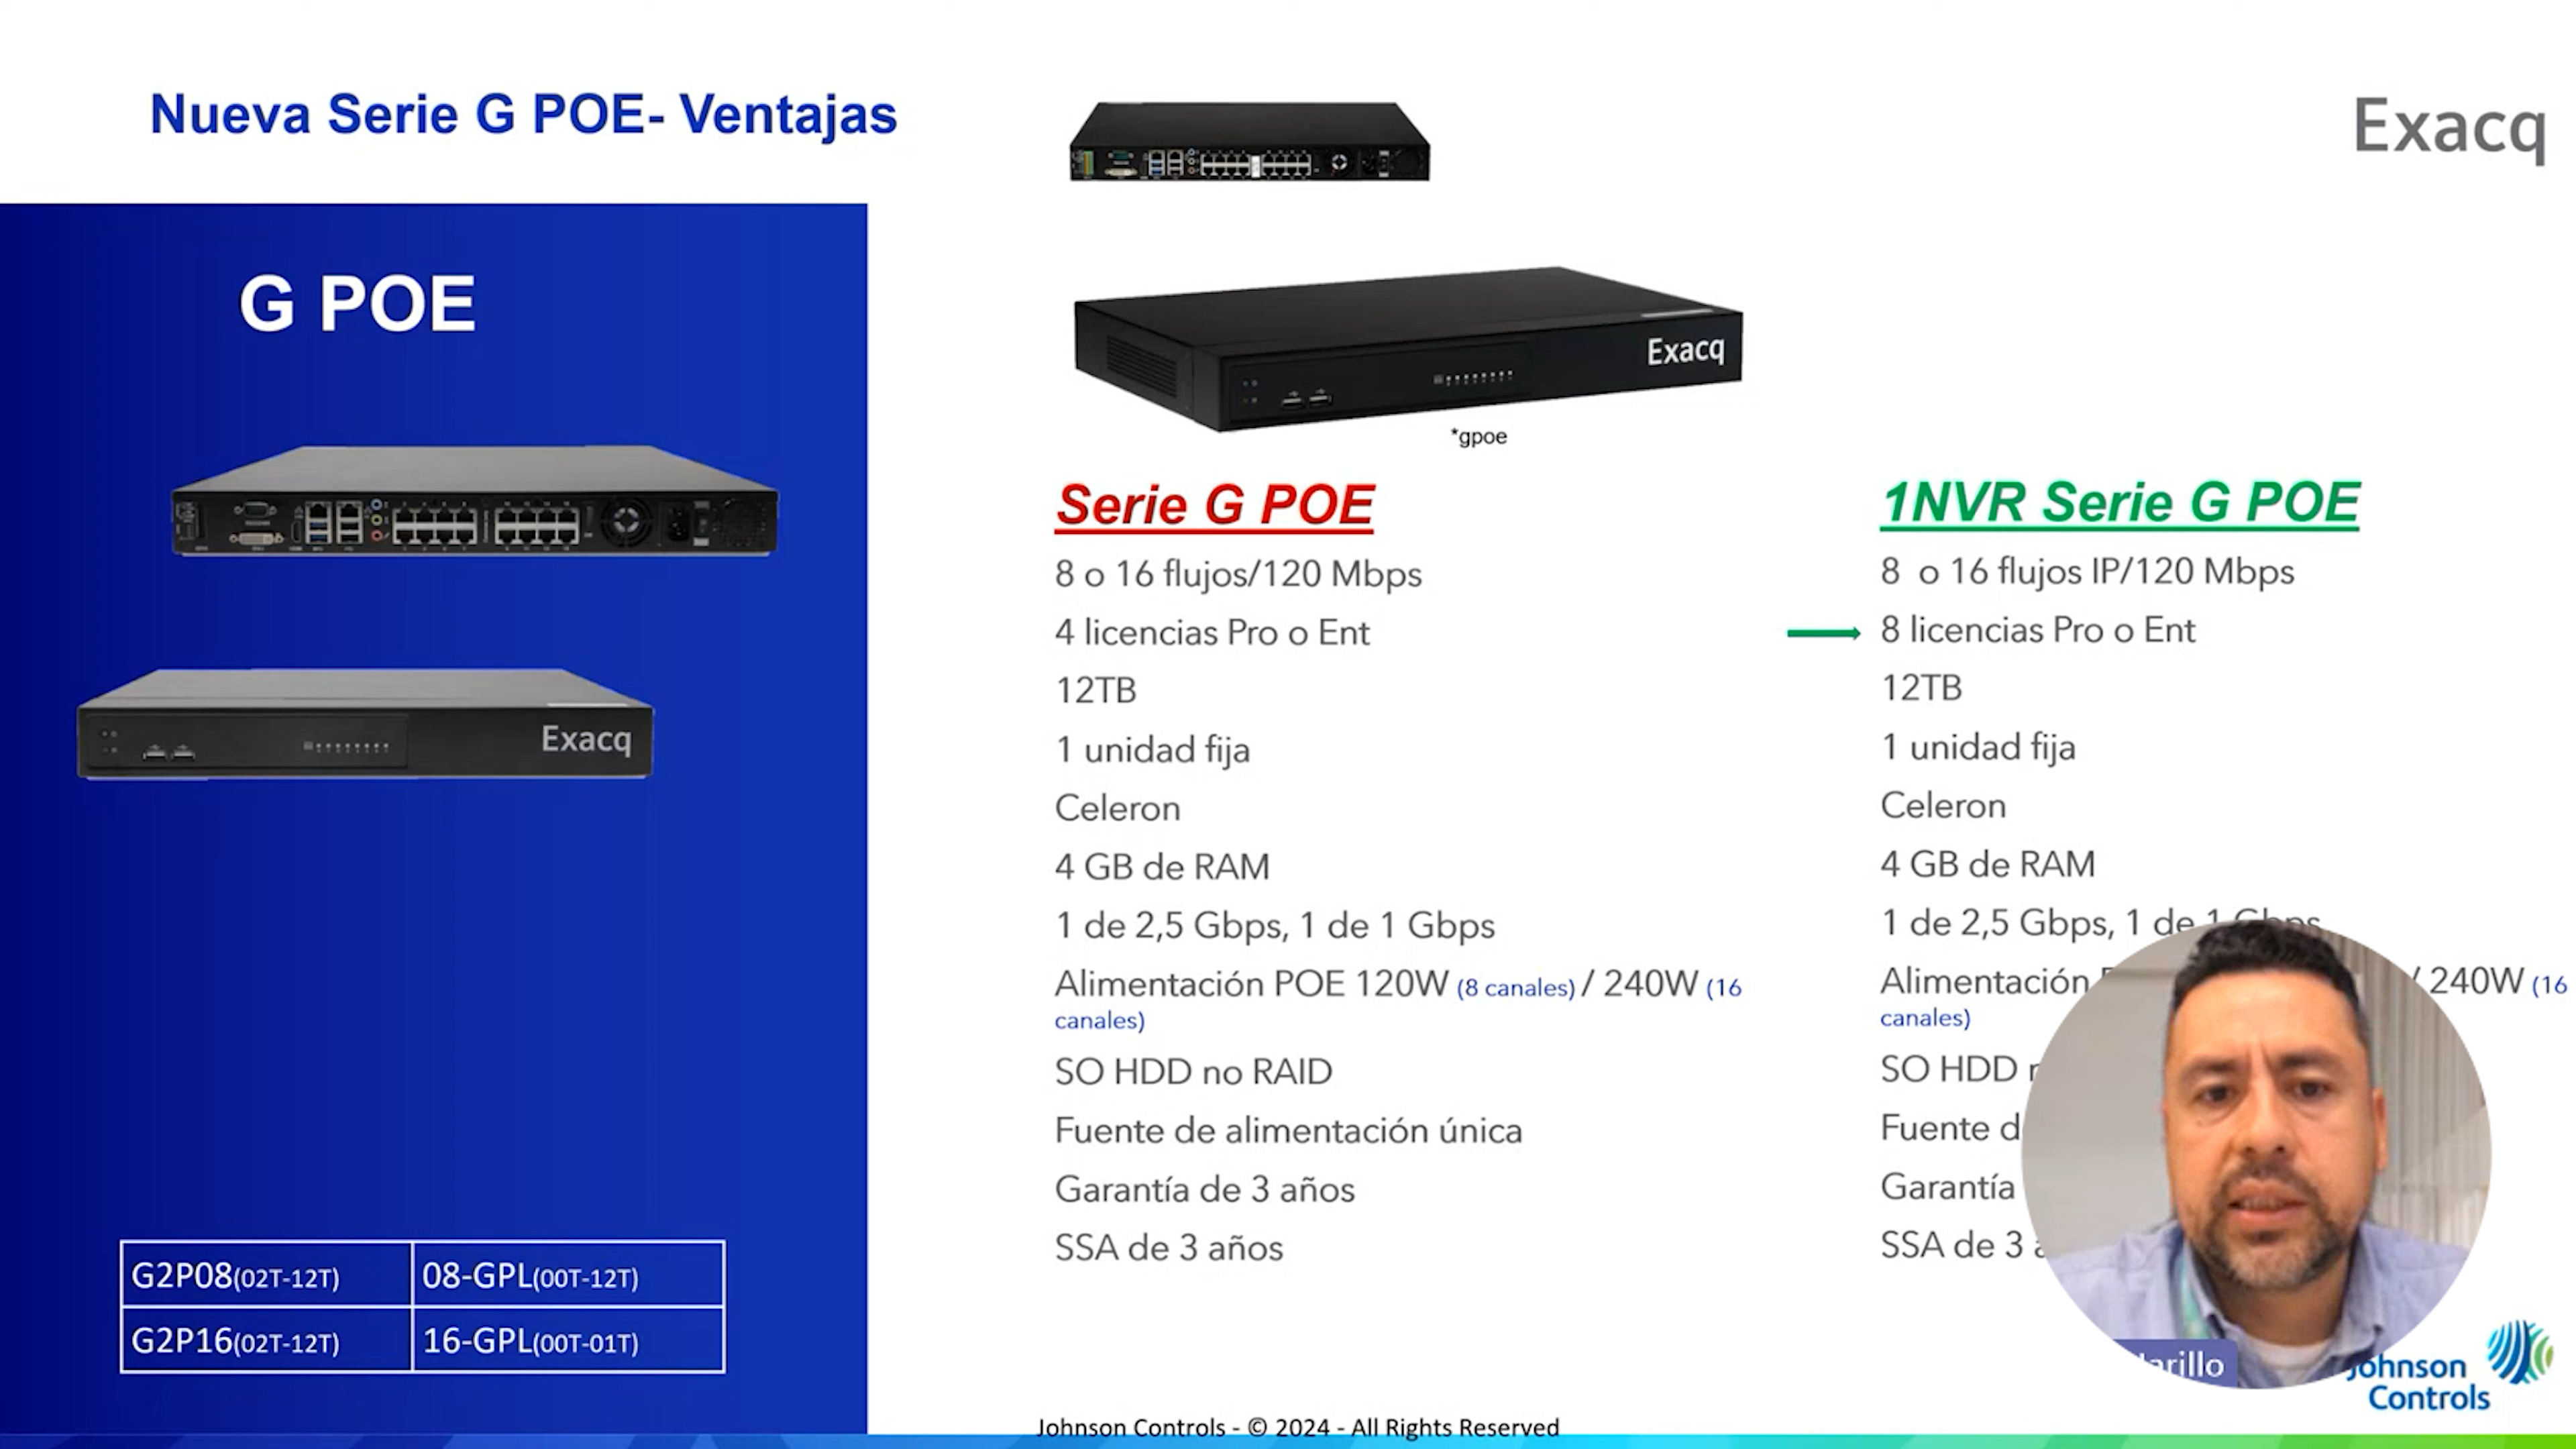 Nueva Serie G POE- Ventajas
Exacq
G POE
Exacq
Exacq
*gpoe
Serie G POE
8 o 16 flujos/120 Mbps
4 licencias Pro o Ent
12TB
1 unidad fija
Celeron
4 GB de RAM
1 de 2,5 Gbps, 1 de 1 Gbps
Alimentación POE 120W (8 canales) / 240W (16
canales)
SO HDD no RAID
Fuente de alimentación única
Garantía de 3 años
SSA de 3 años
1NVR Serie G POE
8 o 16 flujos IP/120 Mbps
8 licencias Pro o Ent
12TB
1 unidad fija
Celeron
4 GB de RAM
1 de 2,5 Gbps, 1 de 1 Gbps
Alimentación / 240W (16
canales)
SO HDD
Fuente
Garantía
SSA de 3
G2P08(02T-12T) 08-GPL(00T-12T)
G2P16(02T-12T) 16-GPL(00T-01T)
Johnson
Controls
Johnson Controls - © 2024 - All Rights Reserved